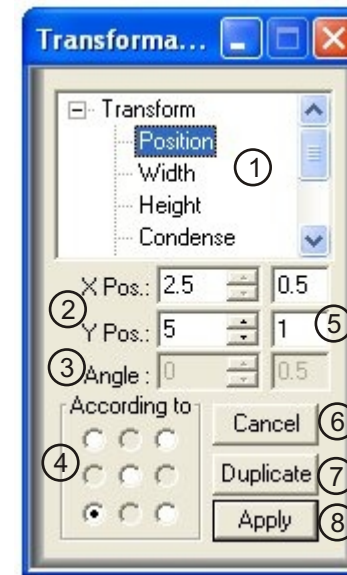 Transforma...
Transform
Position
Width
Height
Condense
1
X Pos.: 2.5 0.5
2
Y Pos.: 5 1 5
3 Angle : 0 0.5
According to
Cancel 6
4
Duplicate 7
Apply 8